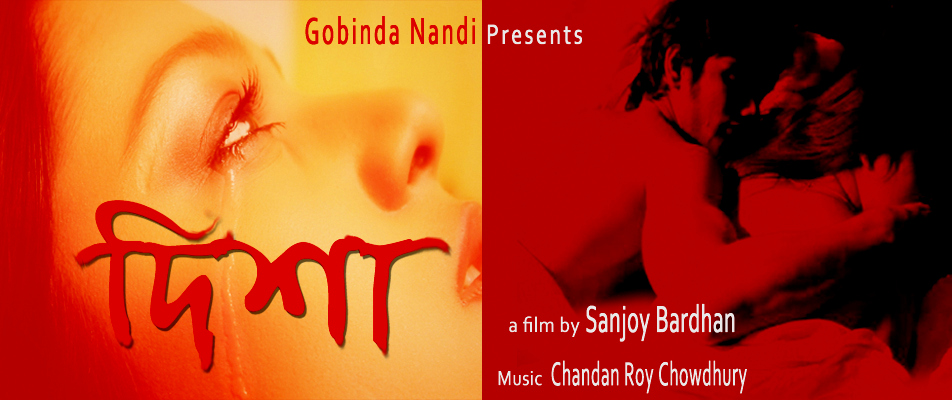 Gobinda Nandi Presents
দিশা
a film by Sanjoy Bardhan
Music Chandan Roy Chowdhury